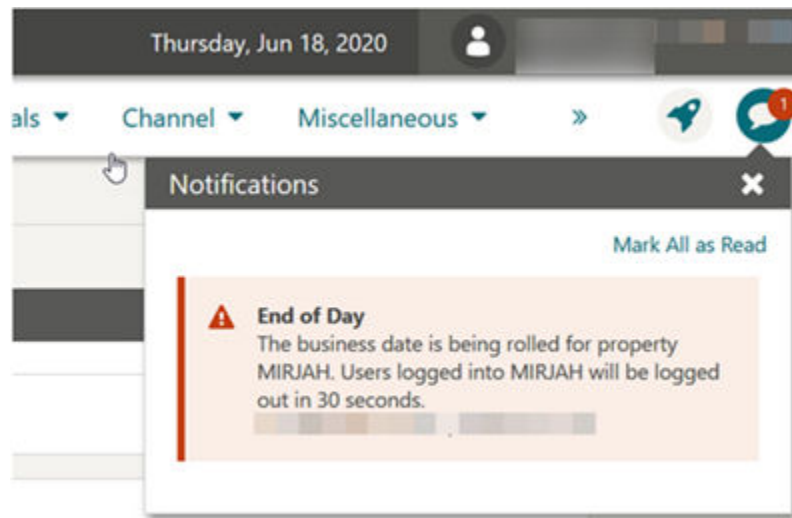 Thursday, Jun 18, 2020
als Channel Miscellaneous »
1
Notifications
Mark All as Read
End of Day
The business date is being rolled for property
MIRJAH. Users logged into MIRJAH will be logged
out in 30 seconds.